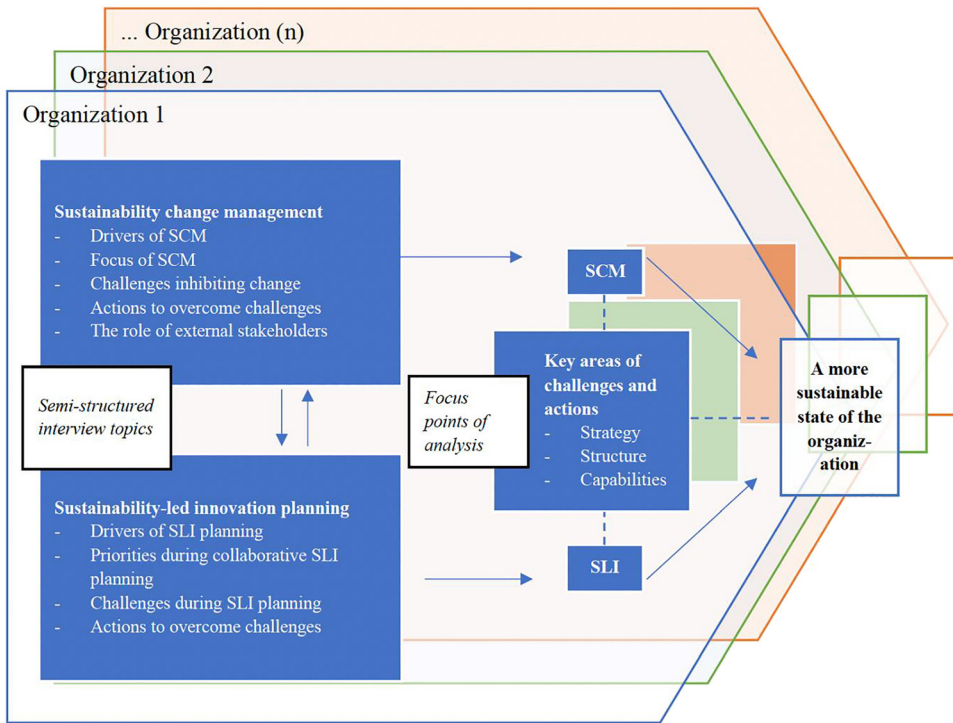 ... Organization (n)
Organization 2
Organization 1
Sustainability change management
- Drivers of SCM
- Focus of SCM
- Challenges inhibiting change
- Actions to overcome challenges
- The role of external stakeholders
Semi-structured
interview topics
Sustainability-led innovation planning
- Drivers of SLI planning
- Priorities during collaborative SLI
planning
- Challenges during SLI planning
- Actions to overcome challenges
SCM
Focus
points of
analysis
Key areas of
challenges and
actions
- Strategy
- Structure
- Capabilities
SLI
A more
sustainable
state of the
organiz-
ation